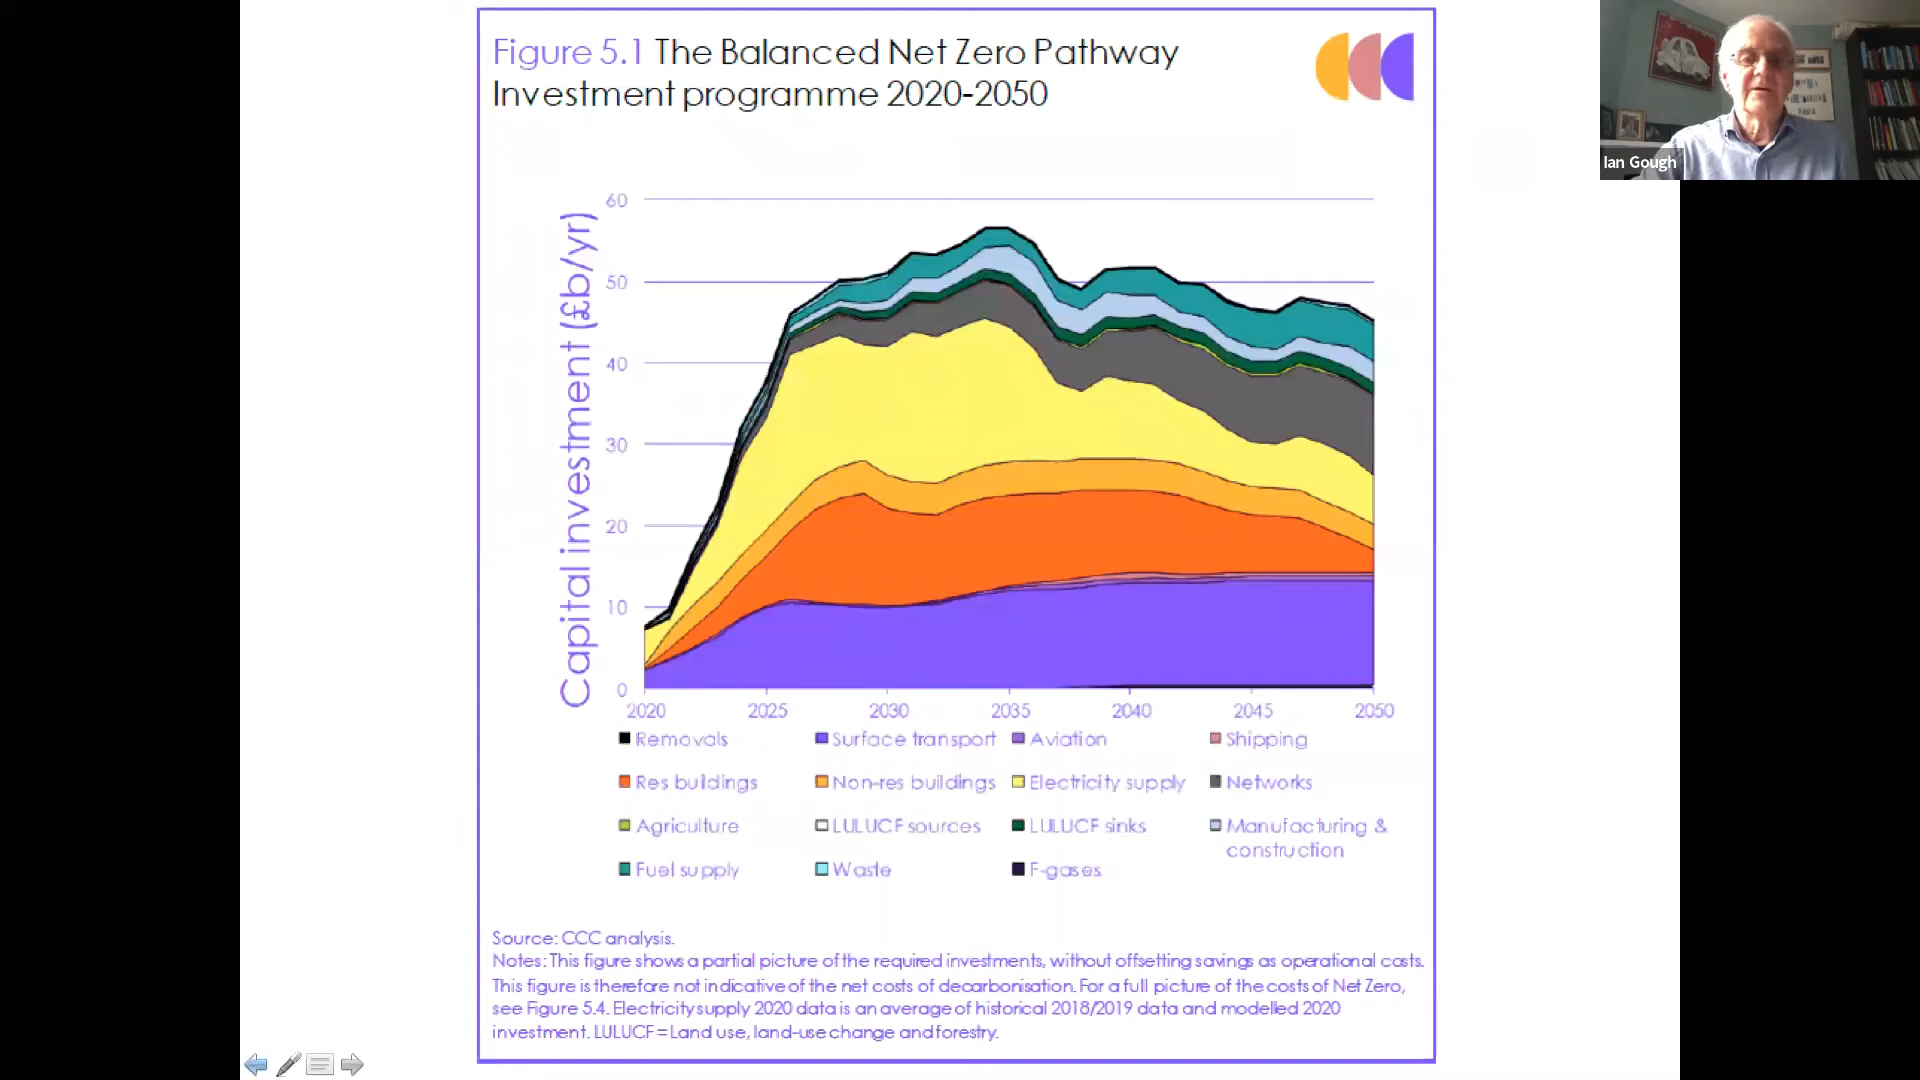 Figure 5.1 The Balanced Net Zero Pathway
Investment programme 2020-2050
Ian Gough
Capital investment (£b/yr)
60
50
40
30
20
10
0
2020 2025 2030 2035 2040 2045 2050
Removals Surface transport Aviation Shipping
Res buildings Non-res buildings Electricity supply Networks
Agriculture LULUCF sources LULUCF sinks Manufacturing &
construction
Fuel supply Waste F-gases
Source: CCC analysis.
Notes: This figure shows a partial picture of the required investments, without offsetting savings as operational costs.
This figure is therefore not indicative of the net costs of decarbonisation. For a full picture of the costs of Net Zero,
see Figure 5.4. Electricity supply 2020 data is an average of historical 2018/2019 data and modelled 2020
investment. LULUCF = Land use, land-use change and forestry.